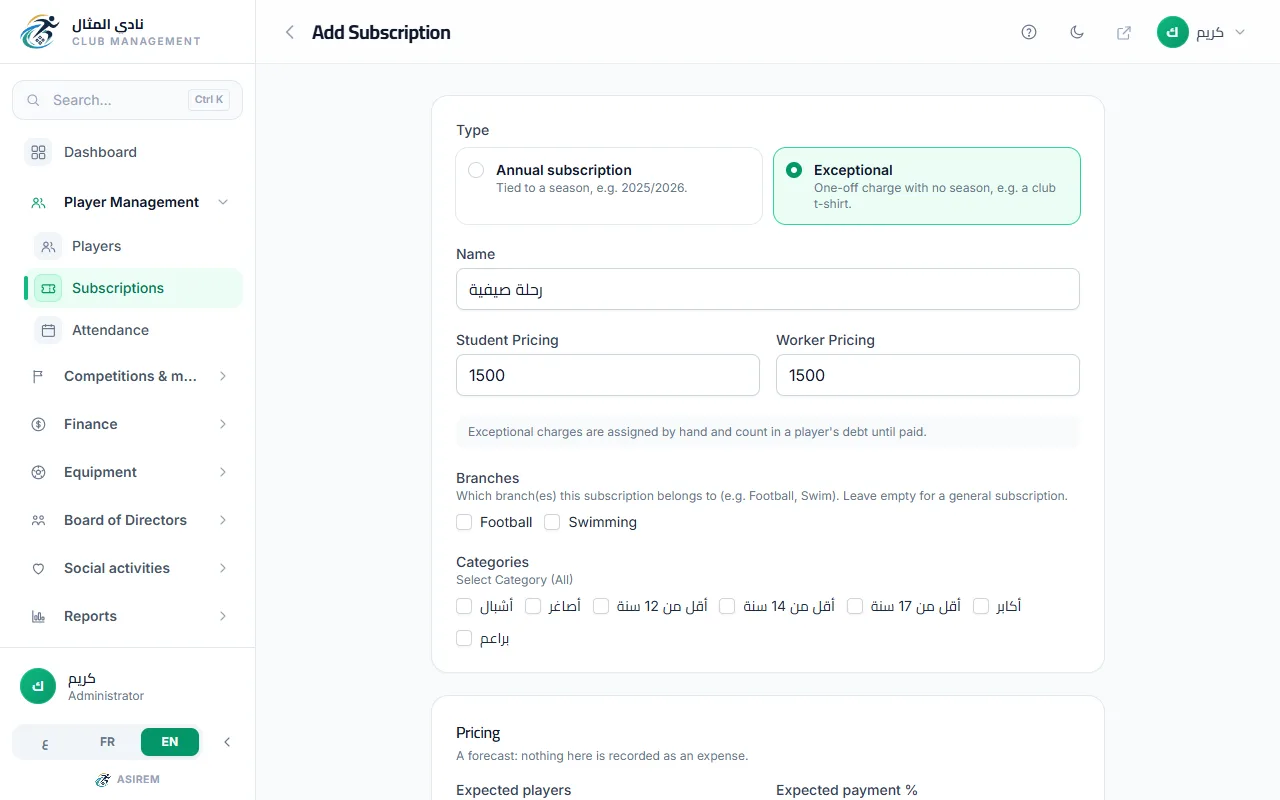 نادي المثال
CLUB MANAGEMENT
Search...
Ctrl K
Dashboard
Player Management
Players
Subscriptions
Attendance
Competitions & m...
Finance
Equipment
Board of Directors
Social activities
Reports
ك
كريم
Administrator
ع
FR
EN
ASIREM
Add Subscription
ك
كريم
Type
Annual subscription
Tied to a season, e.g. 2025/2026.
Exceptional
One-off charge with no season, e.g. a club
t-shirt.
Name
رحلة صيفية
Student Pricing
Worker Pricing
1500
1500
Exceptional charges are assigned by hand and count in a player's debt until paid.
Branches
Which branch(es) this subscription belongs to (e.g. Football, Swim). Leave empty for a general subscription.
Football
Swimming
Categories
Select Category (All)
أشبال
أصاغر
أقل من 12 سنة
أقل من 14 سنة
أقل من 17 سنة
أكابر
براعم
Pricing
A forecast: nothing here is recorded as an expense.
Expected players
Expected payment %